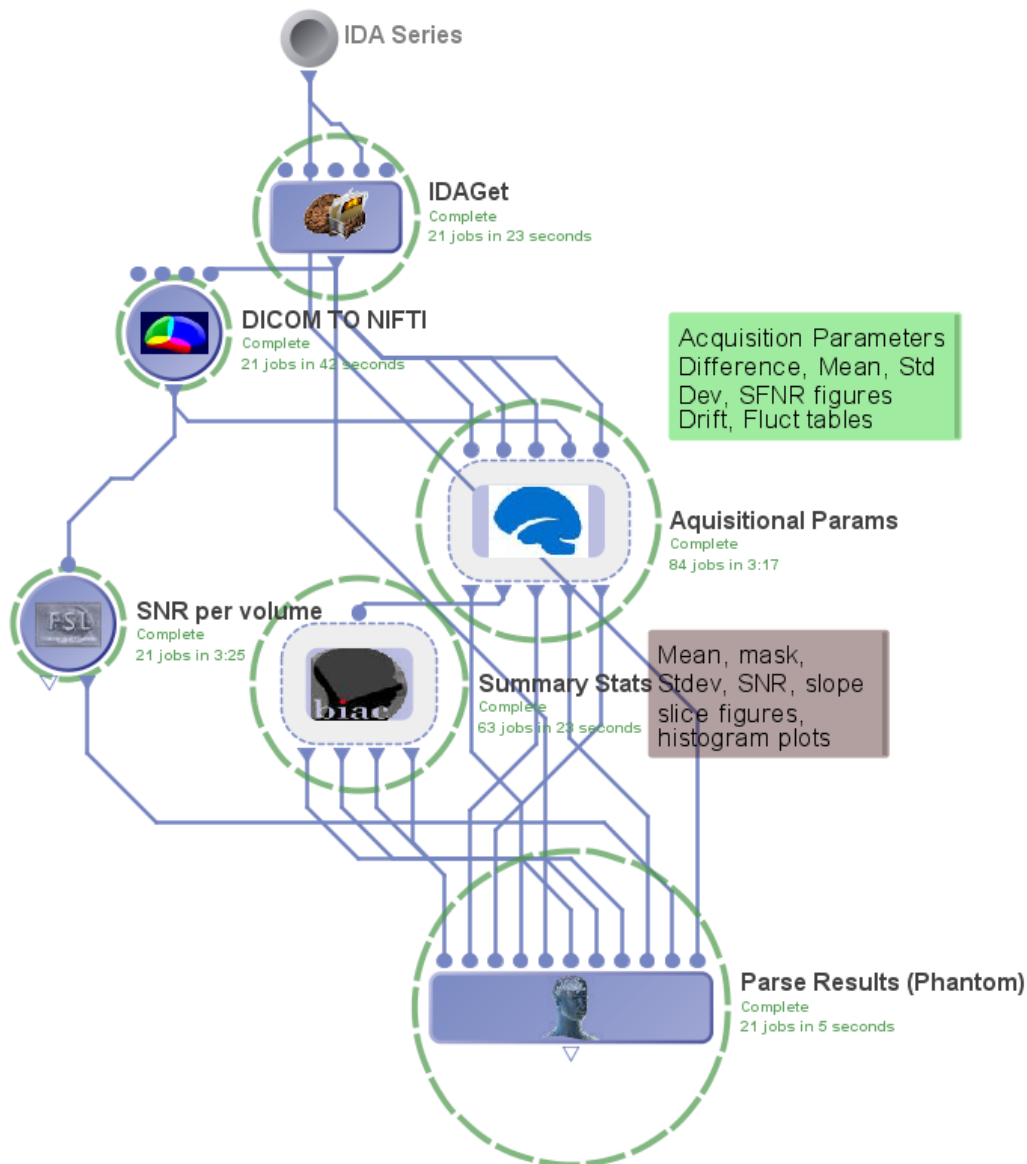 IDA Series
IDAGet
Complete
21 jobs in 23 seconds
DICOM TO NIFTI
Complete
21 jobs in 42 seconds
Acquisition Parameters
Difference, Mean, Std
Dev, SFNR figures
Drift, Fluct tables
Aquisitional Params
Complete
84 jobs in 3:17
FSL
SNR per volume
Complete
21 jobs in 3:25
biac
Summary Stats
Complete
63 jobs in 23 seconds
Mean, mask,
Stdev, SNR, slope
slice figures,
histogram plots
Parse Results (Phantom)
Complete
21 jobs in 5 seconds